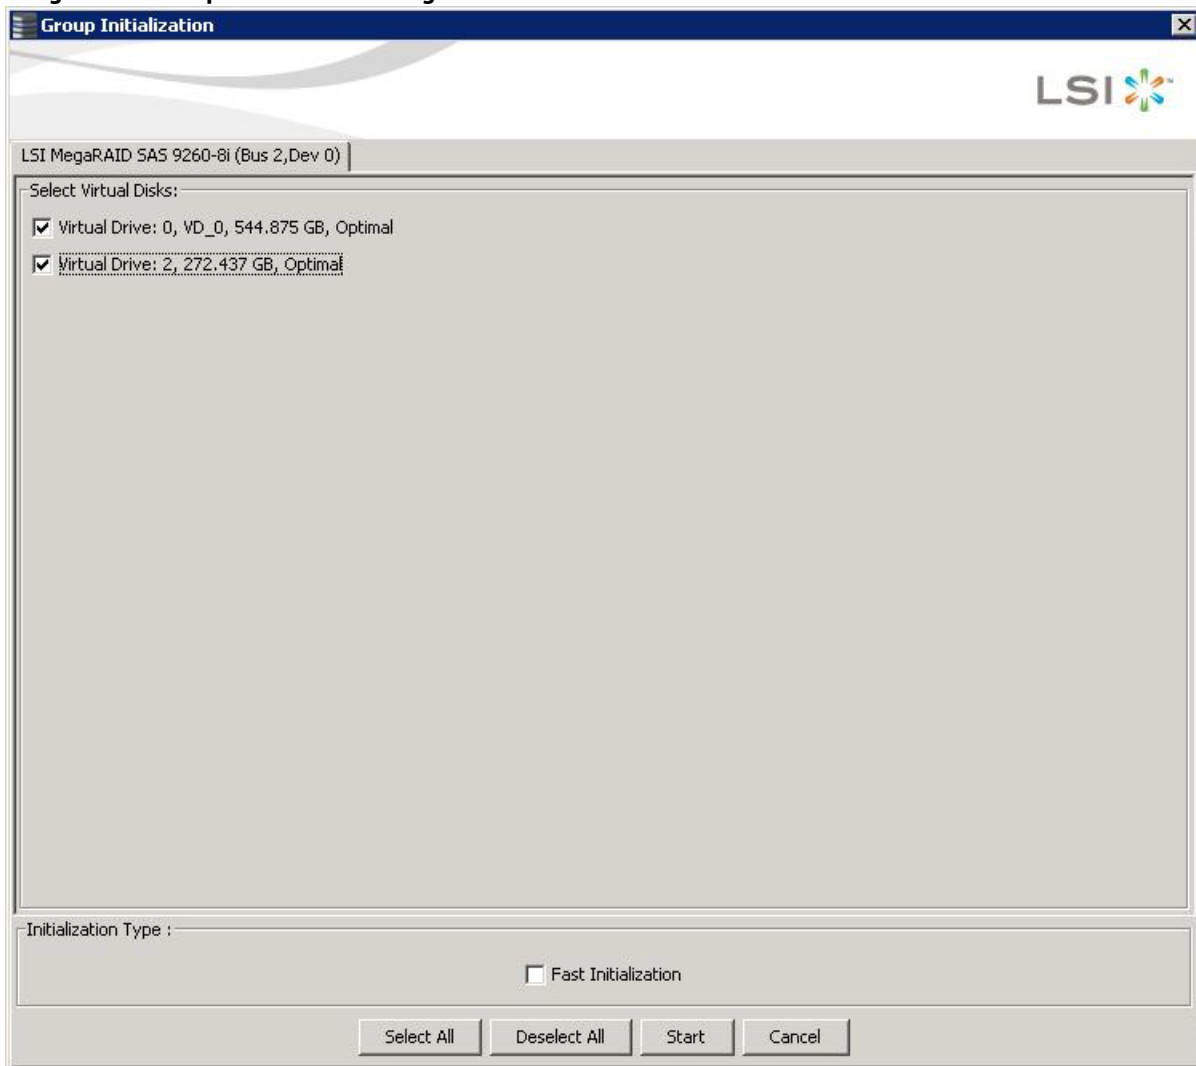 Group Initialization
LSI
LSI MegaRAID SAS 9260-8i (Bus 2,Dev 0)
Select Virtual Disks:
Virtual Drive: 0, VD_0, 544.875 GB, Optimal
Virtual Drive: 2, 272.437 GB, Optimal
Initialization Type :
Fast Initialization
Select All Deselect All Start Cancel